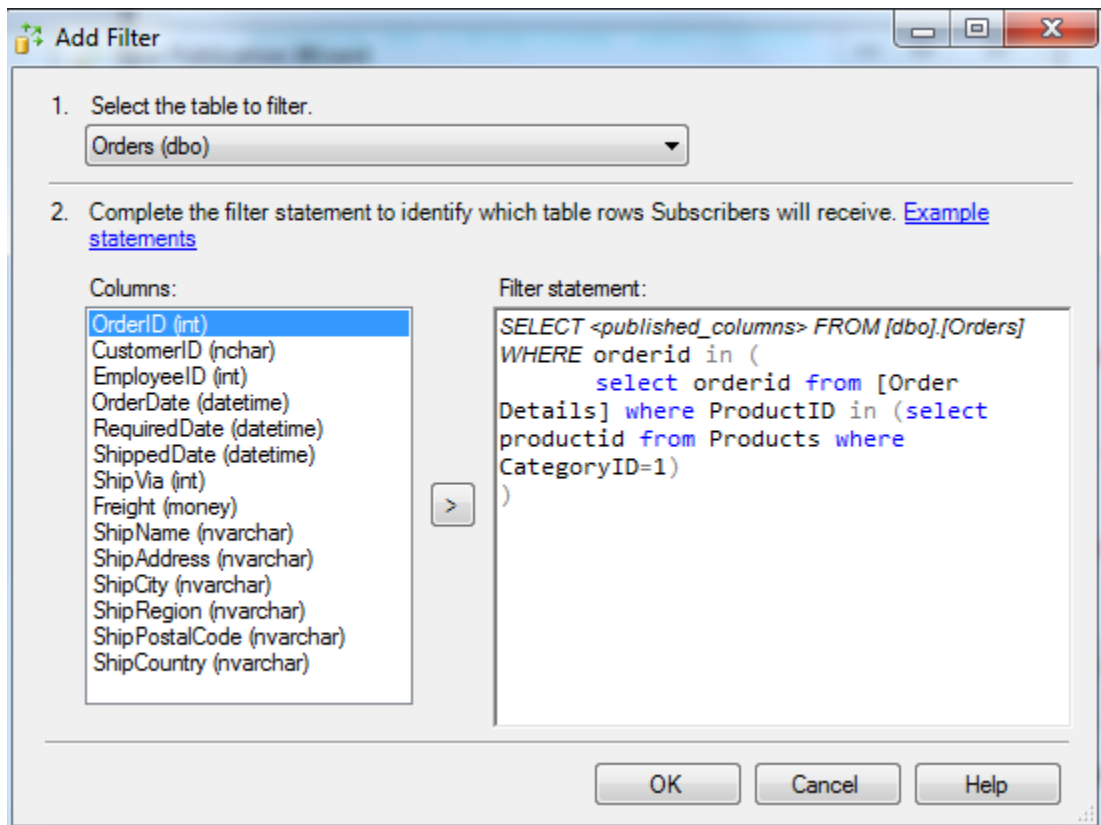 Add Filter
1. Select the table to filter.
Orders (dbo)
2. Complete the filter statement to identify which table rows Subscribers will receive. Example
statements
Columns:
OrderID (int)
CustomerID (nchar)
EmployeeID (int)
OrderDate (datetime)
RequiredDate (datetime)
ShippedDate (datetime)
ShipVia (int)
Freight (money)
ShipName (nvarchar)
ShipAddress (nvarchar)
ShipCity (nvarchar)
ShipRegion (nvarchar)
ShipPostalCode (nvarchar)
ShipCountry (nvarchar)
>
Filter statement:
SELECT <published_columns> FROM [dbo].[Orders]
WHERE orderid in (
select orderid from [Order
Details] where ProductID in (select
productid from Products where
CategoryID=1)
)
OK
Cancel
Help